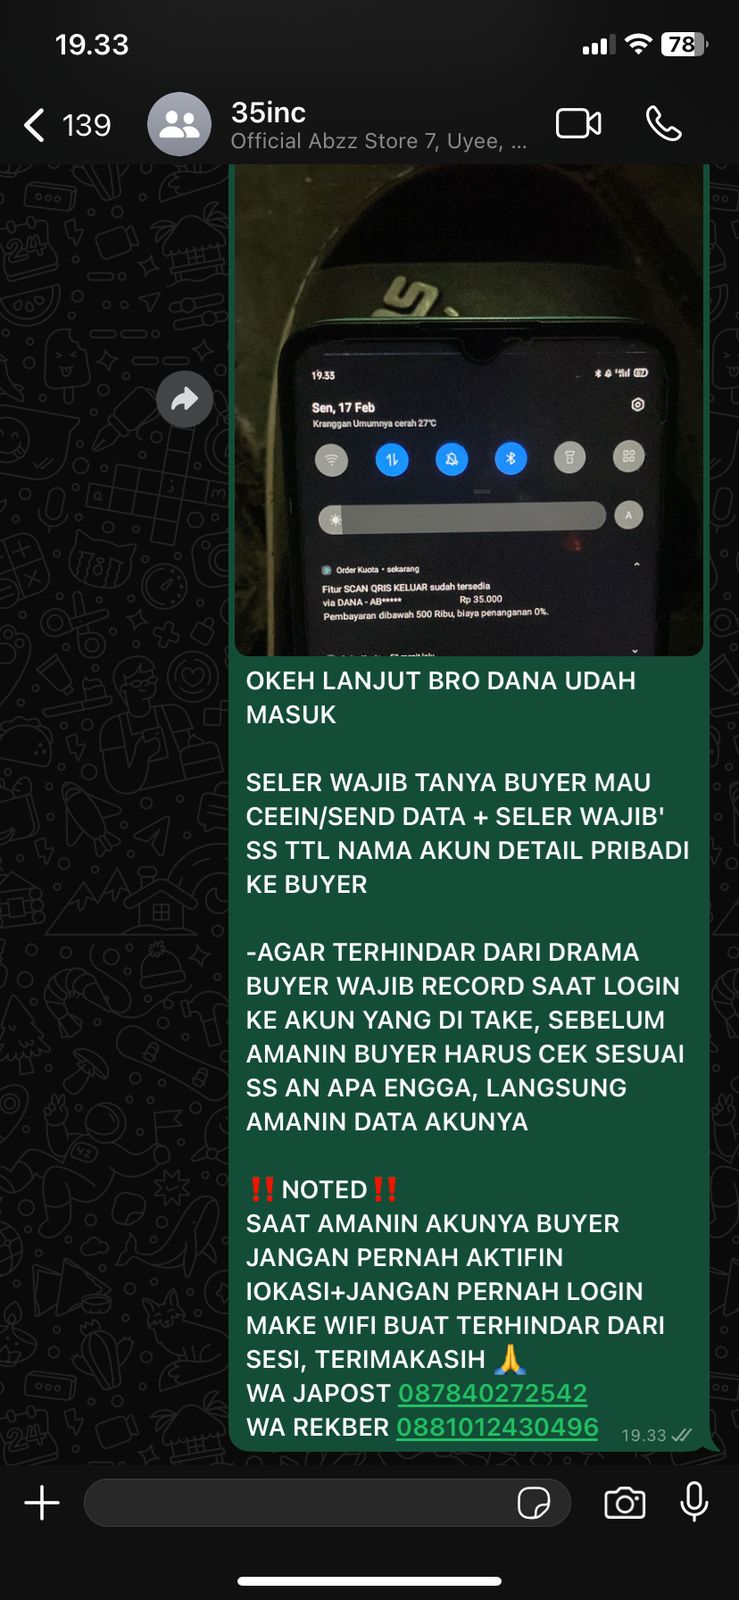 19.33
78
139
35inc
Official Abzz Store 7, Uyee, ...
19.33
Sen, 17 Feb
Kranggan Umumnya cerah 27°C
A
Order Kuota • sekarang
Fitur SCAN QRIS KELUAR sudah tersedia
via DANA - AB***** Rp 35.000
Pembayaran dibawah 500 Ribu, biaya penanganan 0%.
OKEH LANJUT BRO DANA UDAH
MASUK
SELER WAJIB TANYA BUYER MAU
CEEIN/SEND DATA + SELER WAJIB'
SS TTL NAMA AKUN DETAIL PRIBADI
KE BUYER
-AGAR TERHINDAR DARI DRAMA
BUYER WAJIB RECORD SAAT LOGIN
KE AKUN YANG DI TAKE, SEBELUM
AMANIN BUYER HARUS CEK SESUAI
SS AN APA ENGGA, LANGSUNG
AMANIN DATA AKUNYA
‼️NOTED‼️
SAAT AMANIN AKUNYA BUYER
JANGAN PERNAH AKTIFIN
lOKASI+JANGAN PERNAH LOGIN
MAKE WIFI BUAT TERHINDAR DARI
SESI, TERIMAKASIH 🙏
WA JAPOST 087840272542
WA REKBER 0881012430496
19.33